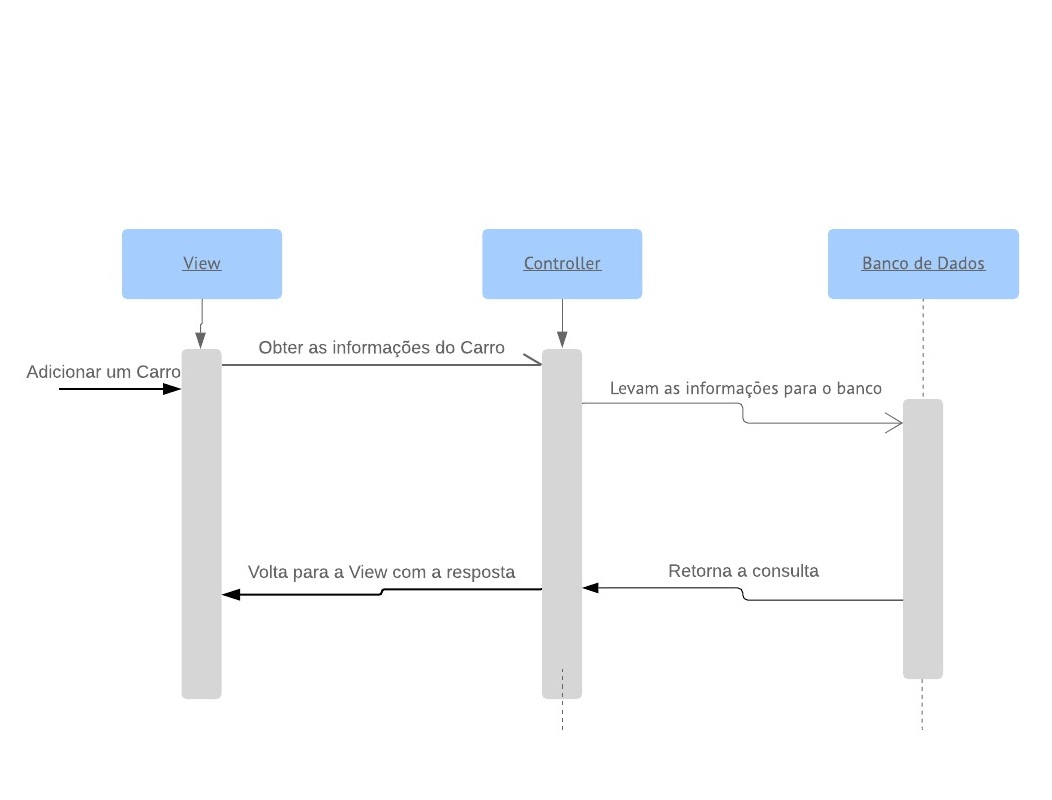 View
Controller
Banco de Dados
Obter as informações do Carro
Adicionar um Carro
Levam as informações para o banco
Volta para a View com a resposta
Retorna a consulta